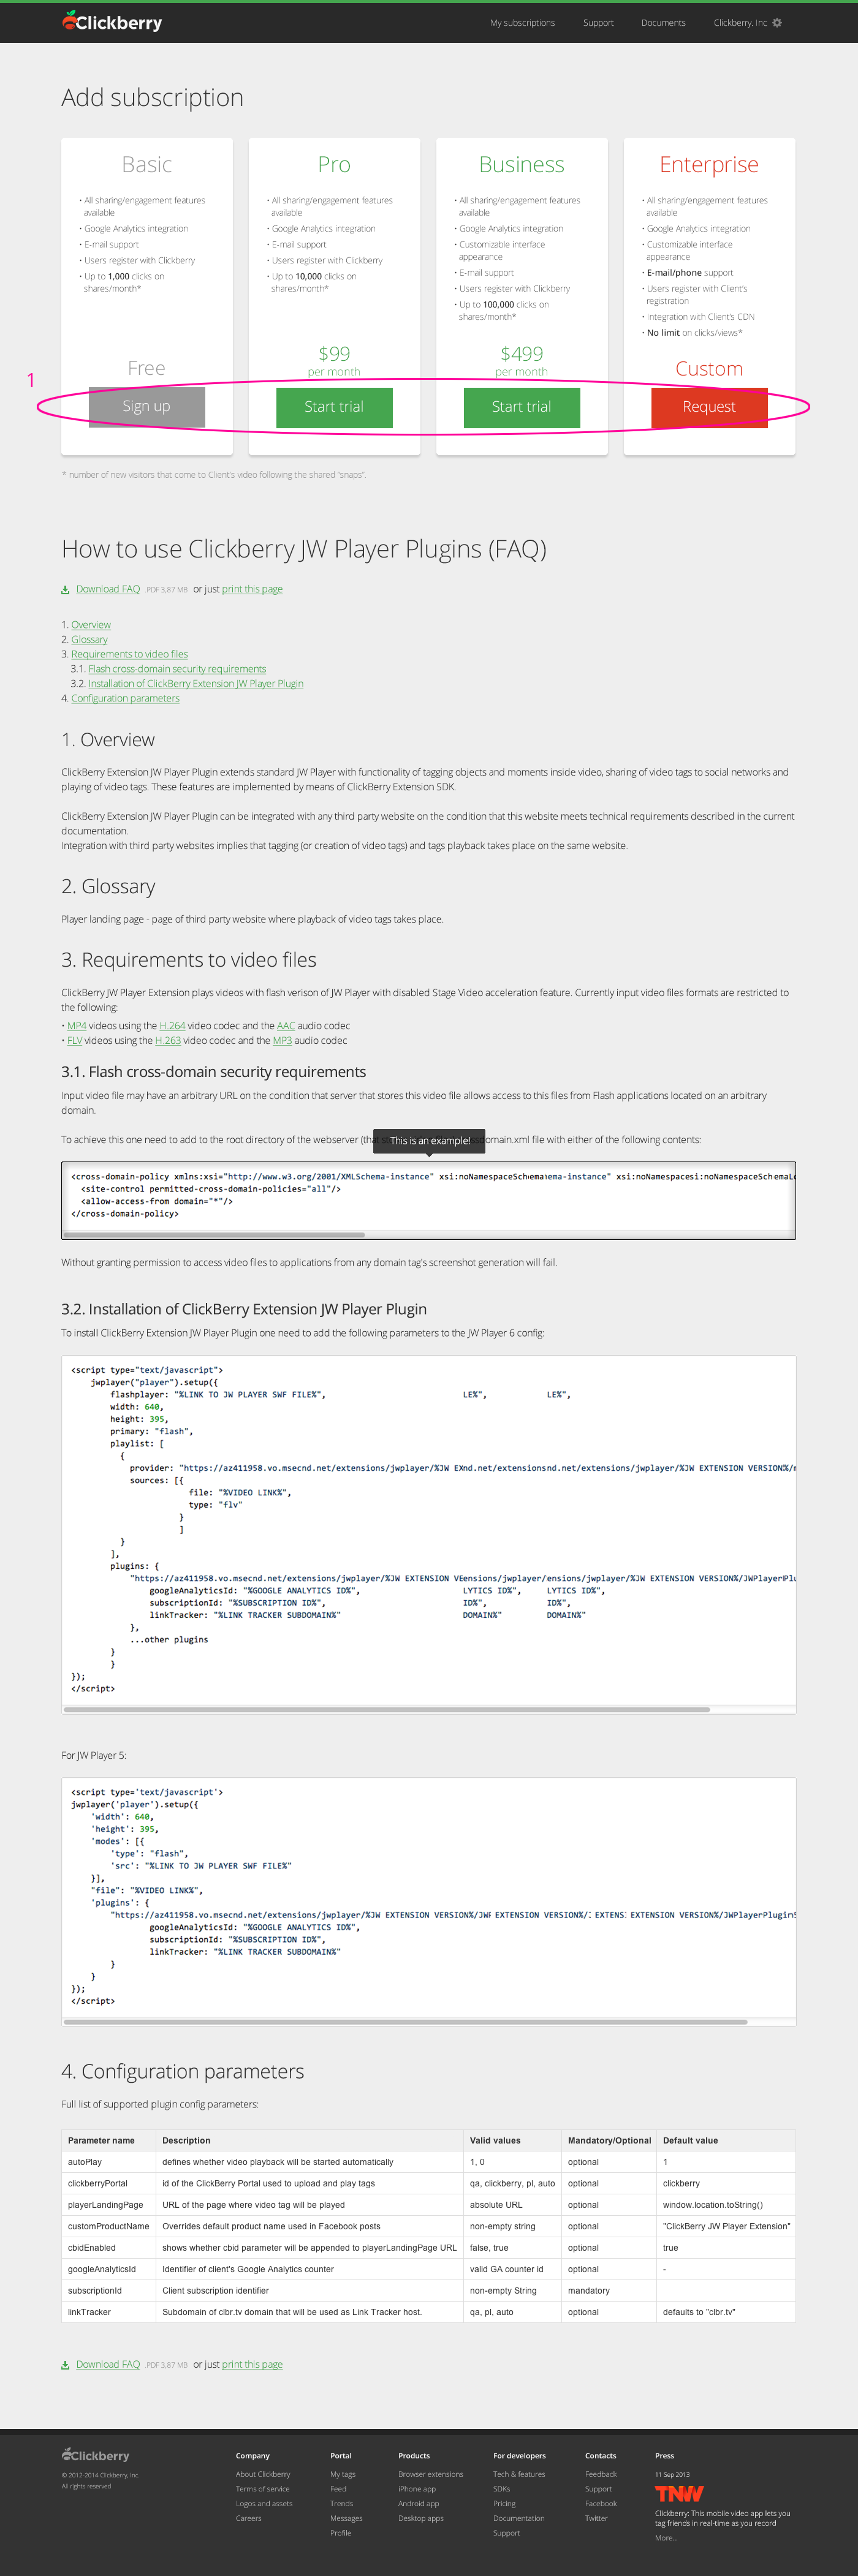 Clickberry
My subscriptions Support Documents Clickberry, Inc
Add subscription
Basic
• All sharing/engagement features
available
• Google Analytics integration
• E-mail support
• Users register with Clickberry
• Up to 1,000 clicks on
shares/month*
Free
Sign up
Pro
• All sharing/engagement features
available
• Google Analytics integration
• E-mail support
• Users register with Clickberry
• Up to 10,000 clicks on
shares/month*
$99
per month
Start trial
Business
• All sharing/engagement features
available
• Google Analytics integration
• Customizable interface
appearance
• E-mail support
• Users register with Clickberry
• Up to 100,000 clicks on
shares/month*
$499
per month
Start trial
Enterprise
• All sharing/engagement features
available
• Google Analytics integration
• Customizable interface
appearance
• E-mail/phone support
• Users register with Client's
registration
• Integration with Client's CDN
• No limit on clicks/views*
Custom
Request
1
* number of new visitors that come to Client's video following the shared "snaps".
How to use Clickberry JW Player Plugins (FAQ)
Download FAQ .PDF 3,87 MB or just print this page
1. Overview
2. Glossary
3. Requirements to video files
3.1. Flash cross-domain security requirements
3.2. Installation of ClickBerry Extension JW Player Plugin
4. Configuration parameters
1. Overview
ClickBerry Extension JW Player Plugin extends standard JW Player with functionality of tagging objects and moments inside video, sharing of video tags to social networks and
playing of video tags. These features are implemented by means of ClickBerry Extension SDK.
ClickBerry Extension JW Player Plugin can be integrated with any third party website on the condition that this website meets technical requirements described in the current
documentation.
Integration with third party websites implies that tagging (or creation of video tags) and tags playback takes place on the same website.
2. Glossary
Player landing page - page of third party website where playback of video tags takes place.
3. Requirements to video files
ClickBerry JW Player Extension plays videos with flash verison of JW Player with disabled Stage Video acceleration feature. Currently input video files formats are restricted to
the following:
• MP4 videos using the H.264 video codec and the AAC audio codec
• FLV videos using the H.263 video codec and the MP3 audio codec
3.1. Flash cross-domain security requirements
Input video file may have an arbitrary URL on the condition that server that stores this video file allows access to this files from Flash applications located on an arbitrary
domain.
This is an example!
To achieve this one need to add to the root directory of the webserver (that domain.xml file with either of the following contents:
<cross-domain-policy xmlns:xsi="http://www.w3.org/2001/XMLSchema-instance" xsi:noNamespaceSchemaema-instance" xsi:noNamespacesi:noNamespaceSchemaLo
<site-control permitted-cross-domain-policies="all"/>
<allow-access-from domain="*"/>
</cross-domain-policy>
Without granting permission to access video files to applications from any domain tag's screenshot generation will fail.
3.2. Installation of ClickBerry Extension JW Player Plugin
To install ClickBerry Extension JW Player Plugin one need to add the following parameters to the JW Player 6 config:
<script type="text/javascript">
jwplayer("player").setup({
flashplayer: "%LINK TO JW PLAYER SWF FILE%", LE%", LE%",
width: 640,
height: 395,
primary: "flash",
playlist: [
{
provider: "https://az411958.vo.msecnd.net/extensions/jwplayer/%JW EXnd.net/extensionsnd.net/extensions/jwplayer/%JW EXTENSION VERSION%/
sources: [{
file: "%VIDEO LINK%",
type: "flv"
}
]
}
],
plugins: {
"https://az411958.vo.msecnd.net/extensions/jwplayer/%JW EXTENSION VEensions/jwplayer/ensions/jwplayer/%JW EXTENSION VERSION%/JWPlayerPlu
googleAnalyticsId: "%GOOGLE ANALYTICS ID%", LYTICS ID%", LYTICS ID%",
subscriptionId: "%SUBSCRIPTION ID%", ID%", ID%",
linkTracker: "%LINK TRACKER SUBDOMAIN%" DOMAIN%" DOMAIN%"
},
...other plugins
}
}
});
</script>
For JW Player 5:
<script type='text/javascript'>
jwplayer('player').setup({
'width': 640,
'height': 395,
'modes': [{
'type': "flash",
'src': "%LINK TO JW PLAYER SWF FILE%"
}],
"file": "%VIDEO LINK%",
'plugins': {
"https://az411958.vo.msecnd.net/extensions/jwplayer/%JW EXTENSION VERSION%/JWF EXTENSION VERSION%/: EXTENS: EXTENSION VERSION%/JWPlayerPluginS
googleAnalyticsId: "%GOOGLE ANALYTICS ID%",
subscriptionId: "%SUBSCRIPTION ID%",
linkTracker: "%LINK TRACKER SUBDOMAIN%"
}
}
});
</script>
4. Configuration parameters
Full list of supported plugin config parameters:
Parameter name Description Valid values Mandatory/Optional Default value
autoPlay defines whether video playback will be started automatically 1, 0 optional 1
clickberryPortal id of the ClickBerry Portal used to upload and play tags qa, clickberry, pl, auto optional clickberry
playerLandingPage URL of the page where video tag will be played absolute URL optional window.location.toString()
customProductName Overrides default product name used in Facebook posts non-empty string optional "ClickBerry JW Player Extension"
cbidEnabled shows whether cbid parameter will be appended to playerLandingPage URL false, true optional true
googleAnalyticsId Identifier of client's Google Analytics counter valid GA counter id optional -
subscriptionId Client subscription identifier non-empty String mandatory
linkTracker Subdomain of clbr.tv domain that will be used as Link Tracker host. qa, pl, auto optional defaults to "clbr.tv"
Download FAQ .PDF 3,87 MB or just print this page
Clickberry
© 2012-2014 Clickberry, Inc.
All rights reserved
Company
About Clickberry
Terms of service
Logos and assets
Careers
Portal
My tags
Feed
Trends
Messages
Profile
Products
Browser extensions
iPhone app
Android app
Desktop apps
For developers
Tech & features
SDKs
Pricing
Documentation
Support
Contacts
Feedback
Support
Facebook
Twitter
Press
11 Sep 2013
TNW
Clickberry: This mobile video app lets you
tag friends in real-time as you record
More...